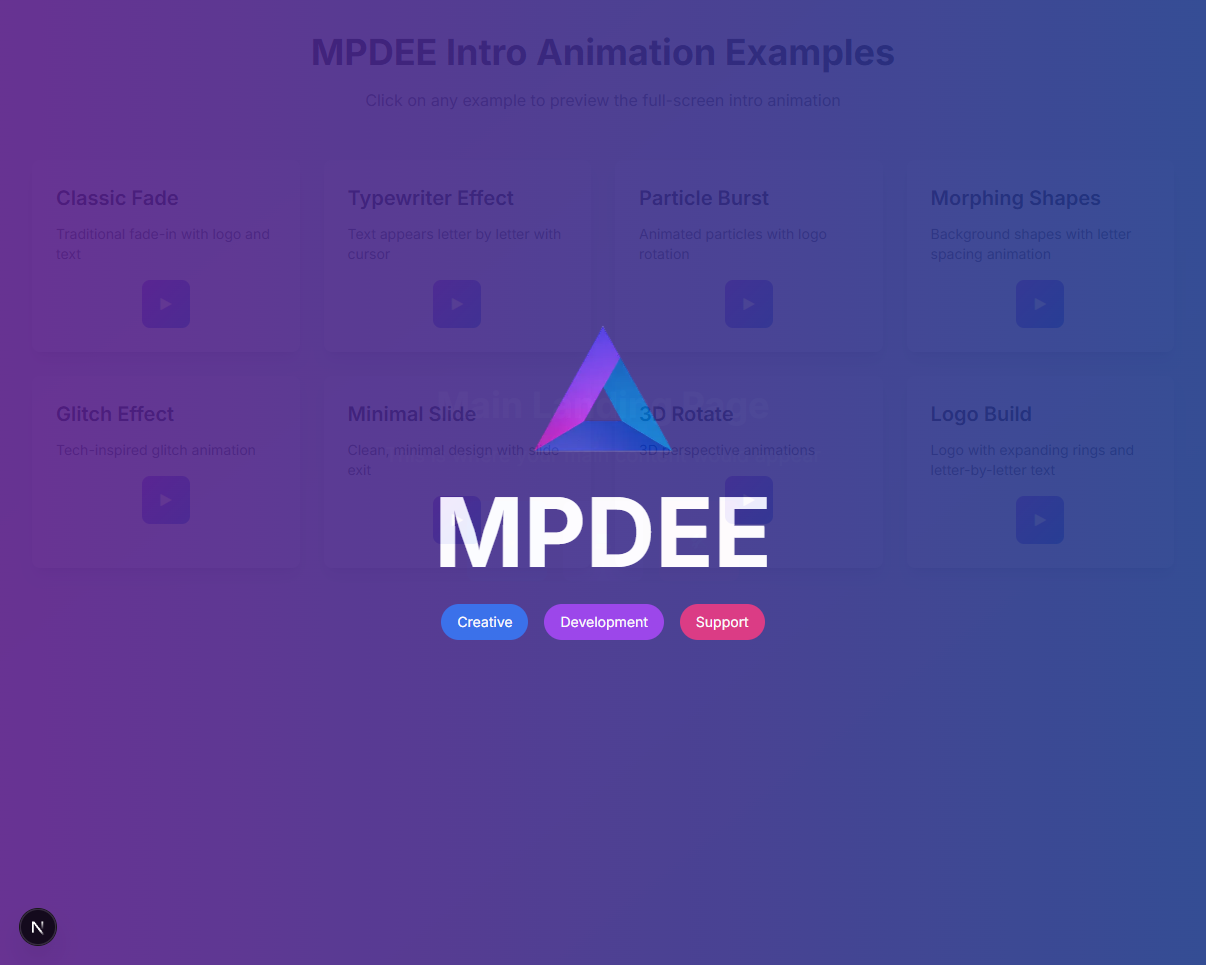 MPDEE Intro Animation Examples
Click on any example to preview the full-screen intro animation
Classic Fade
Traditional fade-in with logo and
text
Typewriter Effect
Text appears letter by letter with
cursor
Particle Burst
Animated particles with logo
rotation
Morphing Shapes
Background shapes with letter
spacing animation
Glitch Effect
Tech-inspired glitch animation
Minimal Slide
Clean, minimal design with slide
exit
3D Rotate
3D perspective animations
Logo Build
Logo with expanding rings and
letter-by-letter text
Main Landing Page
MPDEE
Creative
Development
Support
N